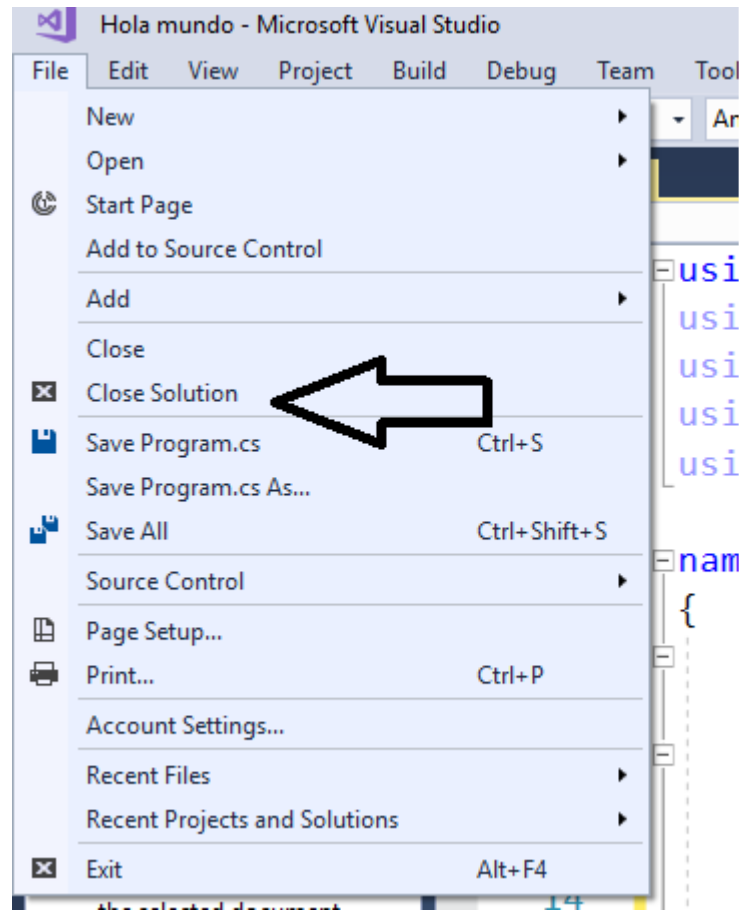 Hola mundo - Microsoft Visual Studio
File Edit View Project Build Debug Team Tool
New
Open
Start Page
Add to Source Control
Add
Close
Close Solution
Save Program.cs Ctrl+S
Save Program.cs As...
Save All Ctrl+Shift+S
Source Control
Page Setup...
Print... Ctrl+P
Account Settings...
Recent Files
Recent Projects and Solutions
Exit Alt+F4
An
usi
usi
usi
usi
usi
nam
{
14